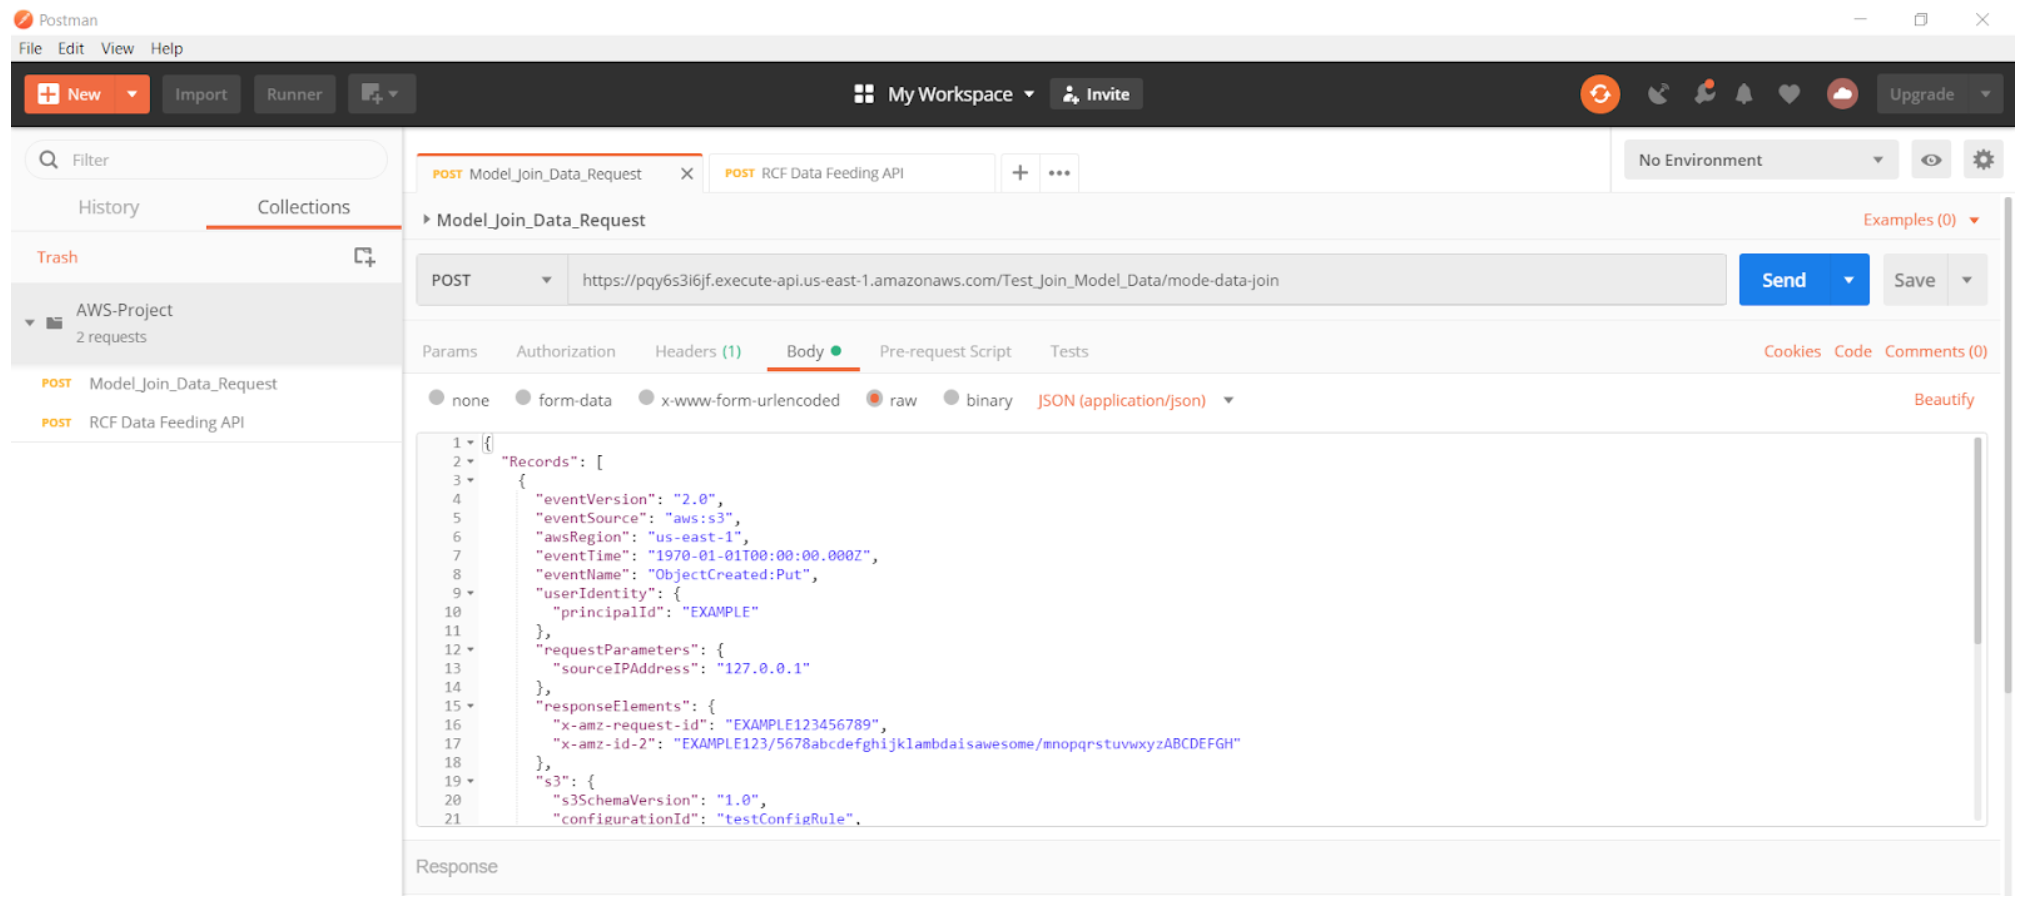 Postman
File Edit View Help
New Import Runner My Workspace Invite Upgrade
Filter
History Collections
Trash
AWS-Project
2 requests
POST Model_Join_Data_Request
POST RCF Data Feeding API
POST Model_Join_Data_Request POST RCF Data Feeding API No Environment
Model_Join_Data_Request Examples (0)
POST https://pqy6s3i6jf.execute-api.us-east-1.amazonaws.com/Test_Join_Model_Data/mode-data-join Send Save
Params Authorization Headers (1) Body Pre-request Script Tests Cookies Code Comments (0)
none form-data x-www-form-urlencoded raw binary JSON (application/json) Beautify
1 {
2 "Records": [
3 {
4 "eventVersion": "2.0",
5 "eventSource": "aws:s3",
6 "awsRegion": "us-east-1",
7 "eventTime": "1970-01-01T00:00:00.000Z",
8 "eventName": "ObjectCreated:Put",
9 "userIdentity": {
10 "principalId": "EXAMPLE"
11 },
12 "requestParameters": {
13 "sourceIPAddress": "127.0.0.1"
14 },
15 "responseElements": {
16 "x-amz-request-id": "EXAMPLE123456789",
17 "x-amz-id-2": "EXAMPLE123/5678abcdefghijklambdaisawesome/mnopqrstuvwxyzABCDEFGH"
18 },
19 "s3": {
20 "s3SchemaVersion": "1.0",
21 "configurationId": "testConfigRule",
Response